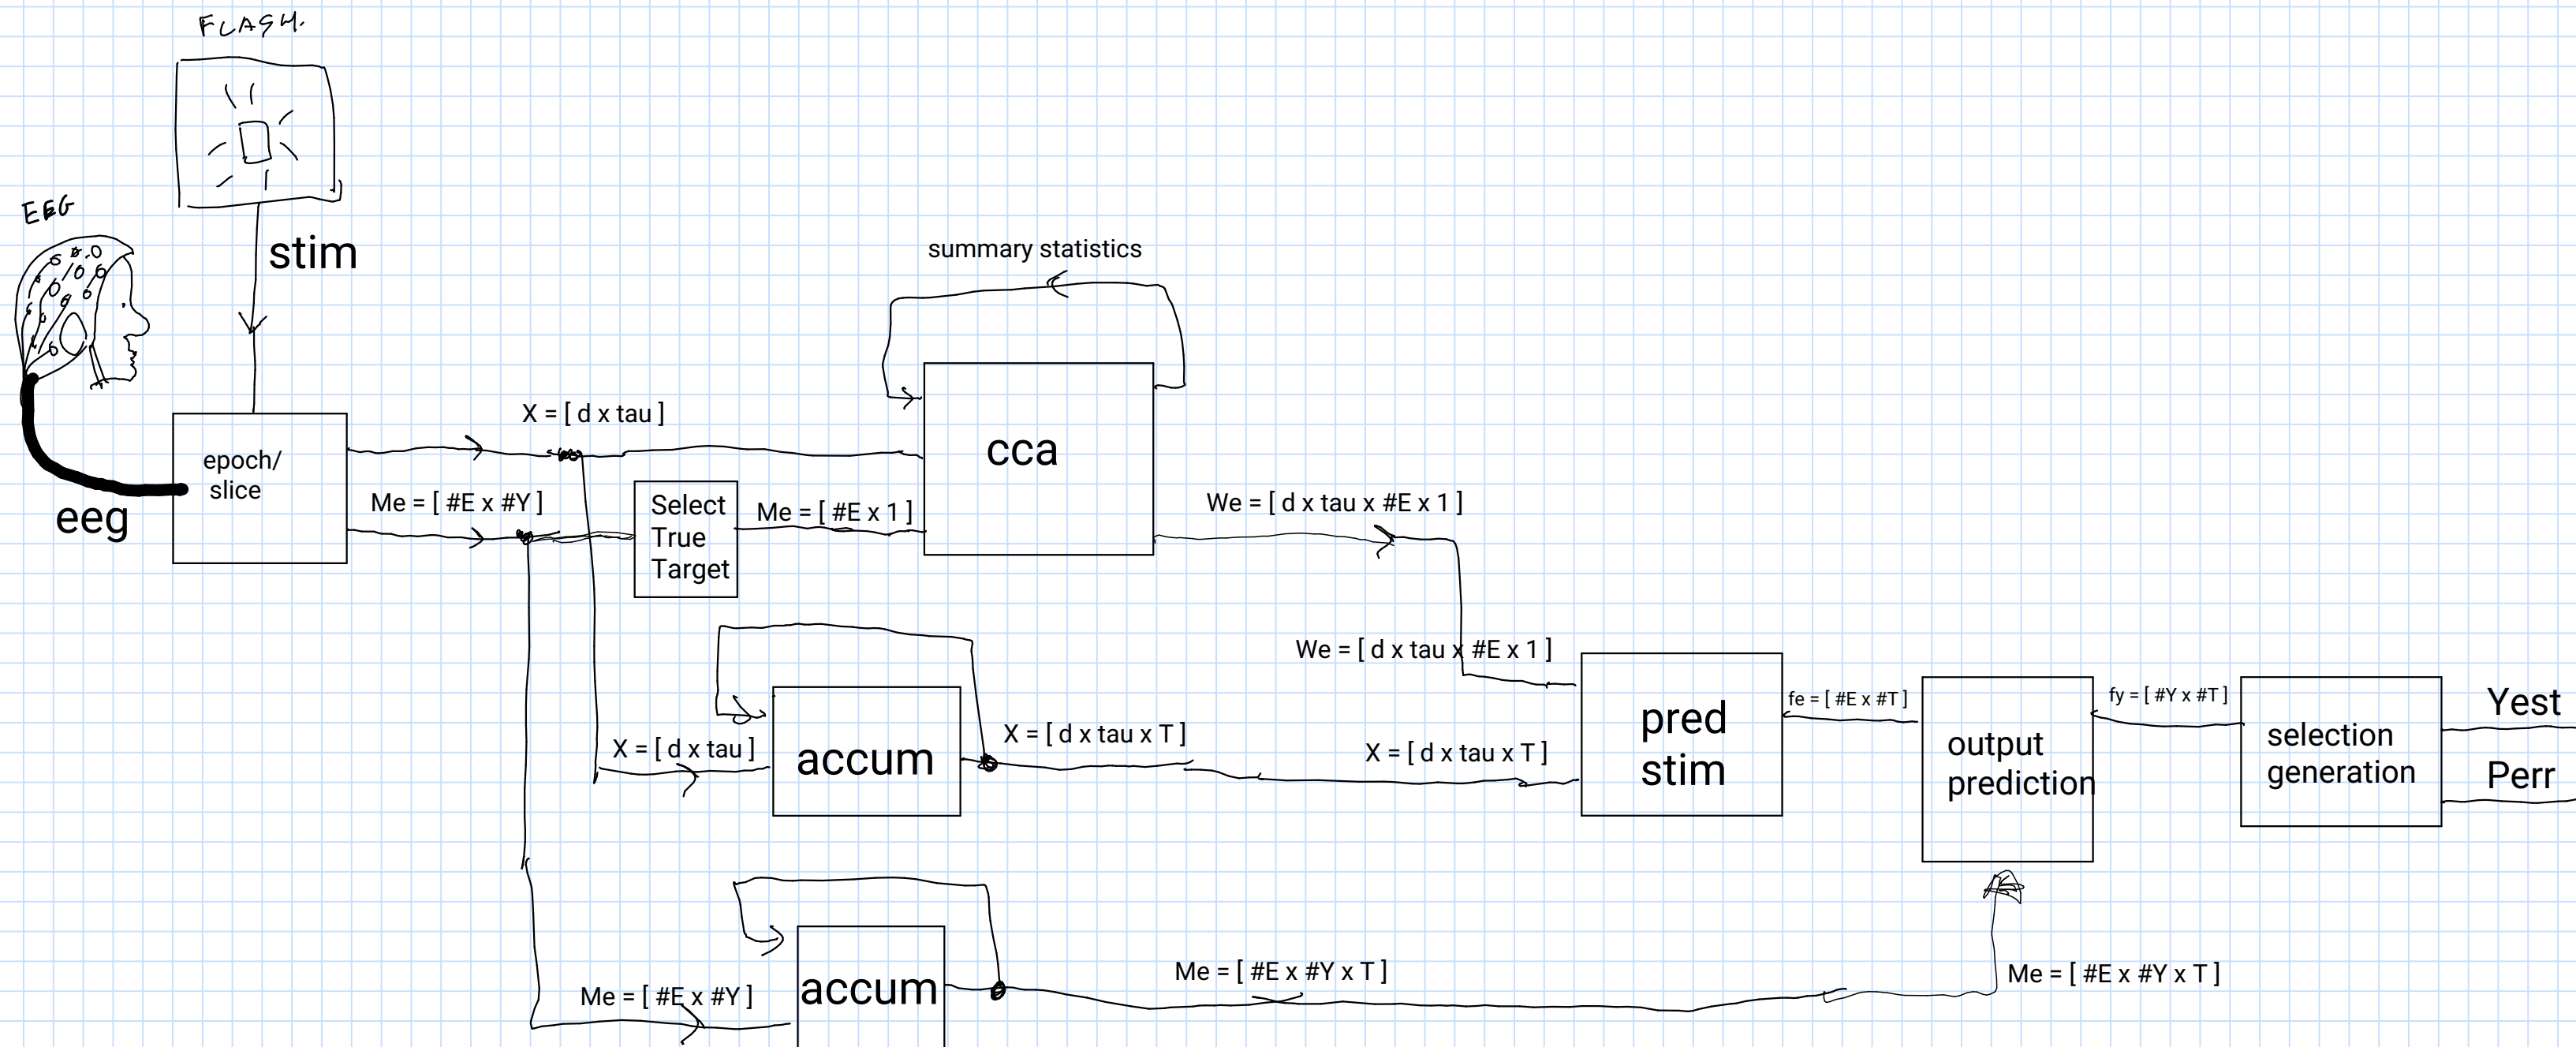 FLASH.
EEG
stim
summary statistics
X = [ d x tau ]
epoch/
slice
cca
eeg
Me = [ #E x #Y ]
Select
True
Target
Me = [ #E x 1 ]
We = [ d x tau x #E x 1 ]
We = [ d x tau x #E x 1 ]
X = [ d x tau ]
accum
X = [ d x tau x T ]
X = [ d x tau x T ]
pred
stim
fe = [ #E x #T ]
output
prediction
fy = [ #Y x #T ]
selection
generation
Yest
Perr
Me = [ #E x #Y ]
accum
Me = [ #E x #Y x T ]
Me = [ #E x #Y x T ]